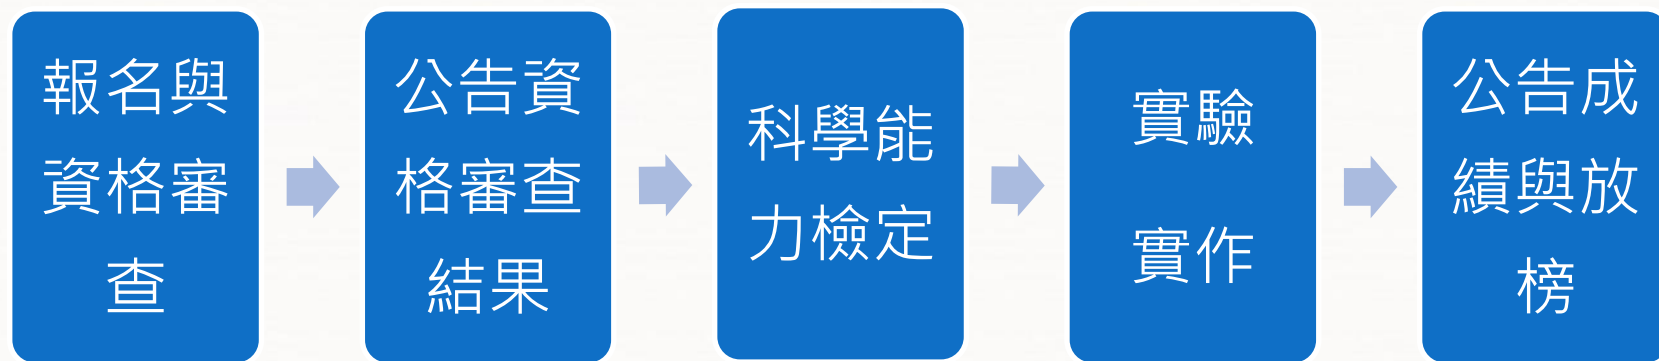 報名與
資格審
查
公告資
格審查
結果
科學能
力檢定
實驗
實作
公告成
績與放
榜